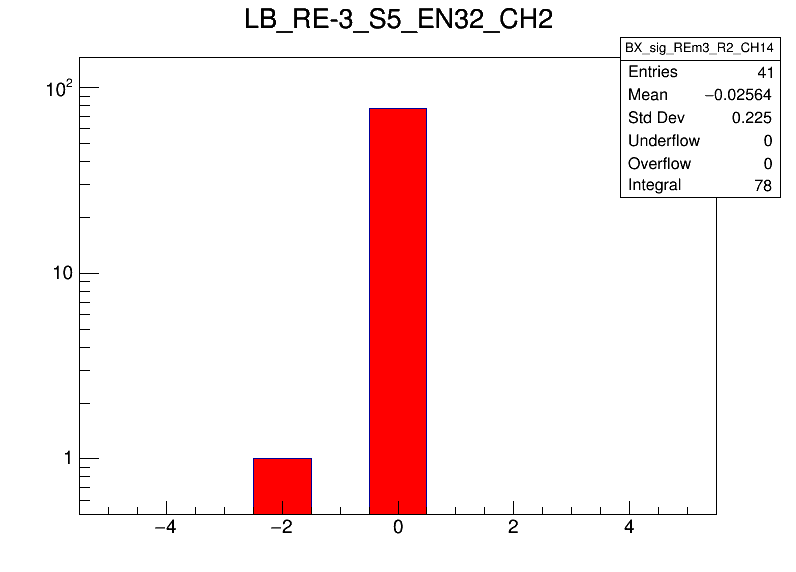 LB_RE-3_S5_EN32_CH2
BX_sig_REm3_R2_CH14
Entries 41
Mean −0.02564
Std Dev 0.225
Underflow 0
Overflow 0
Integral 78
10²
10
1
−4 −2 0 2 4